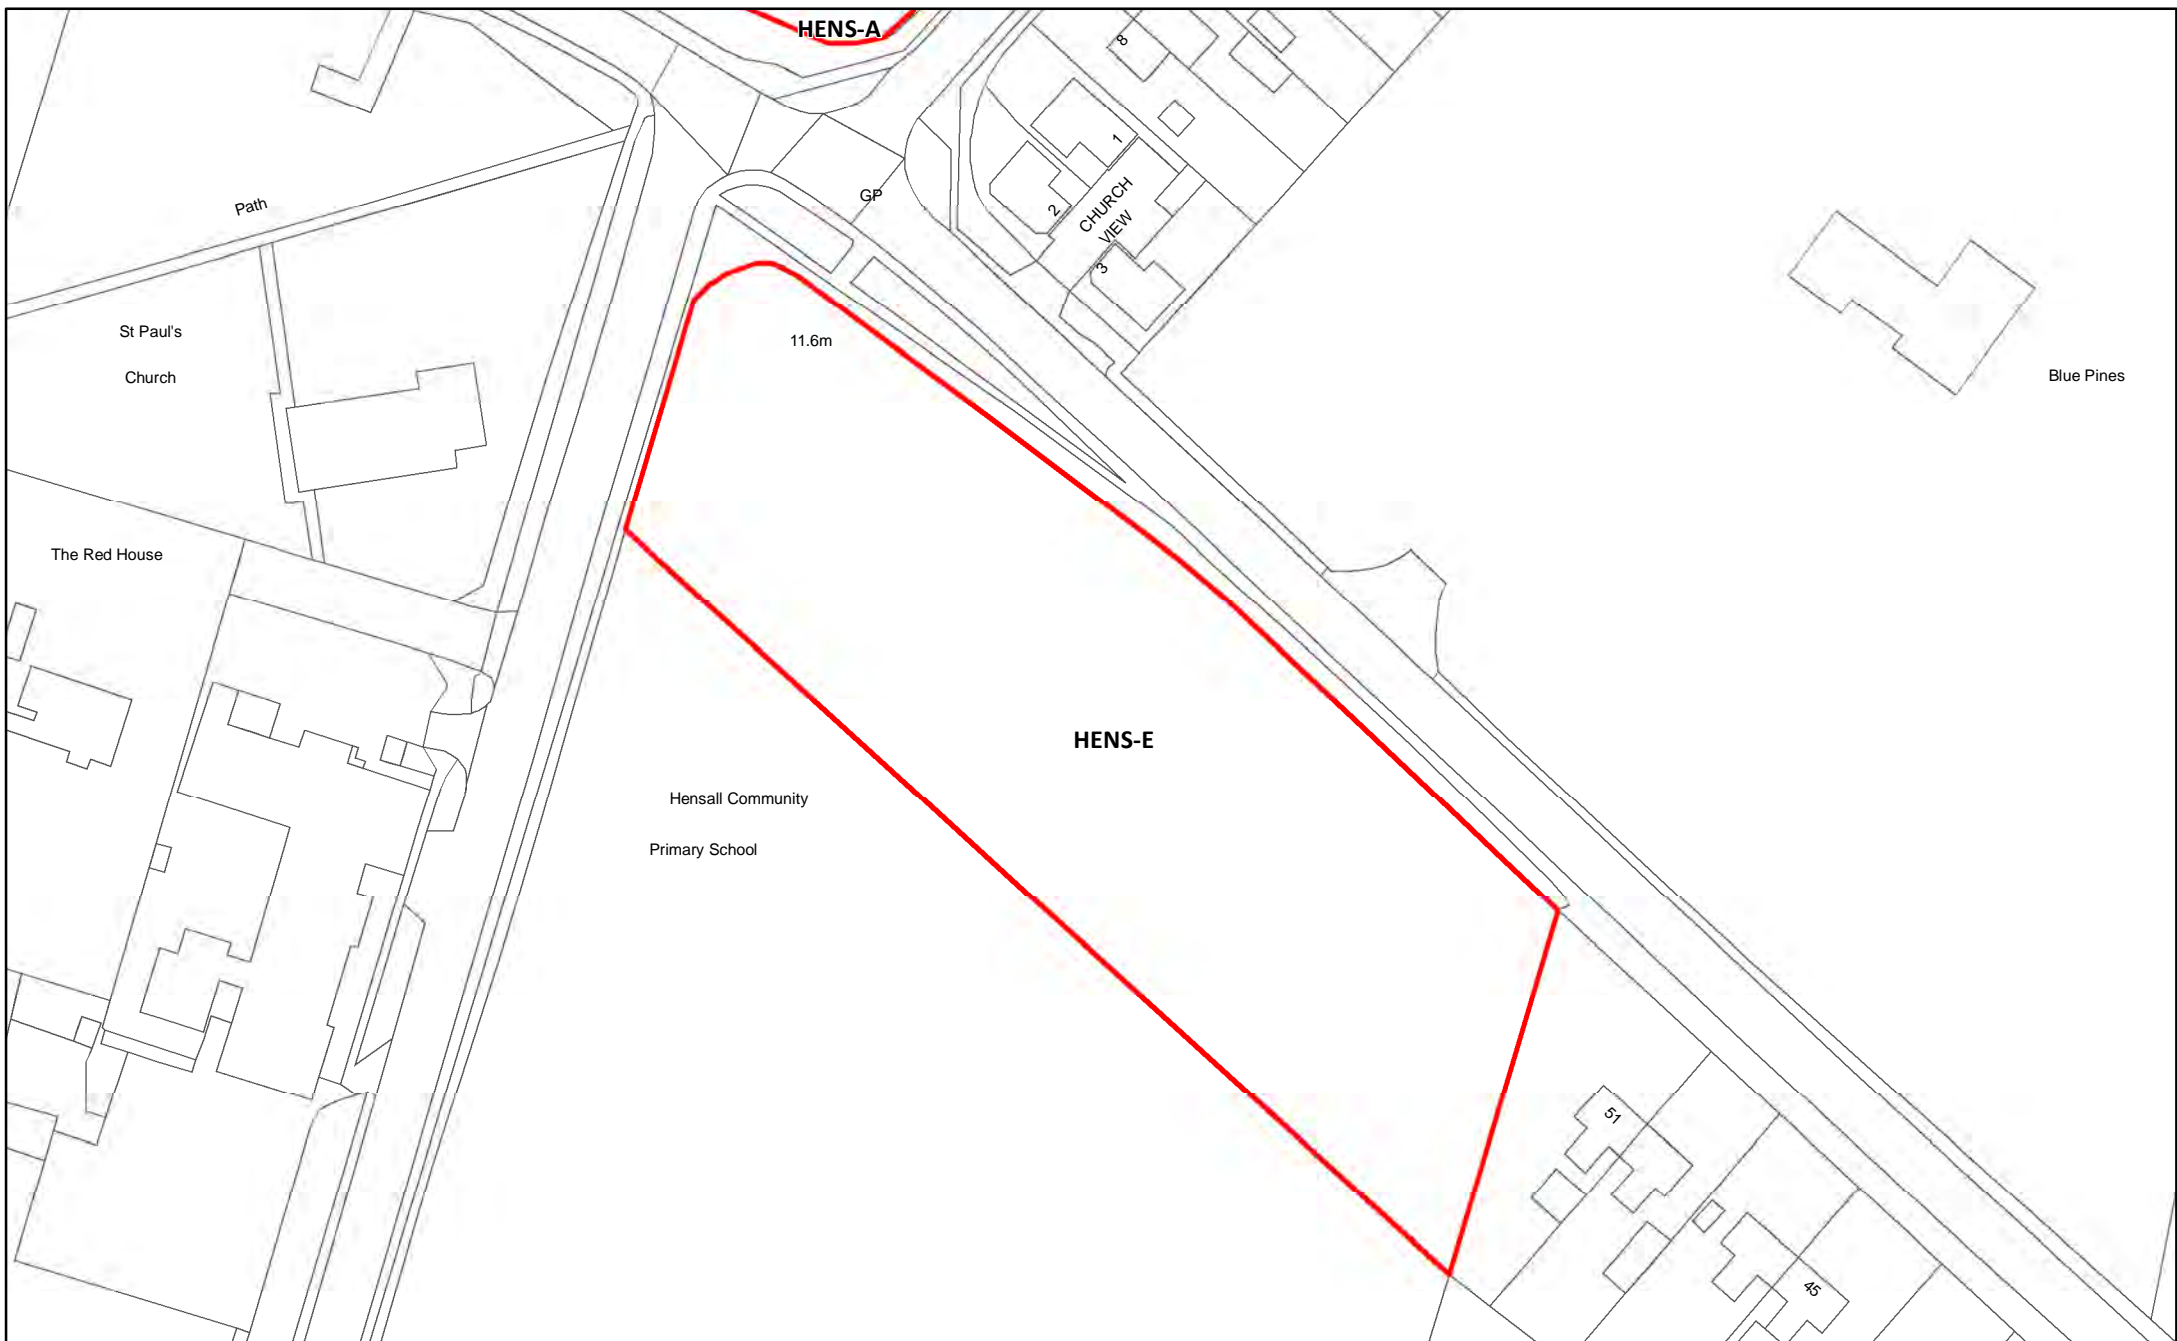 HENS-A
8
1
Path
GP
2
CHURCH
VIEW
3
St Paul's
Church
11.6m
Blue Pines
The Red House
HENS-E
Hensall Community
Primary School
51
45